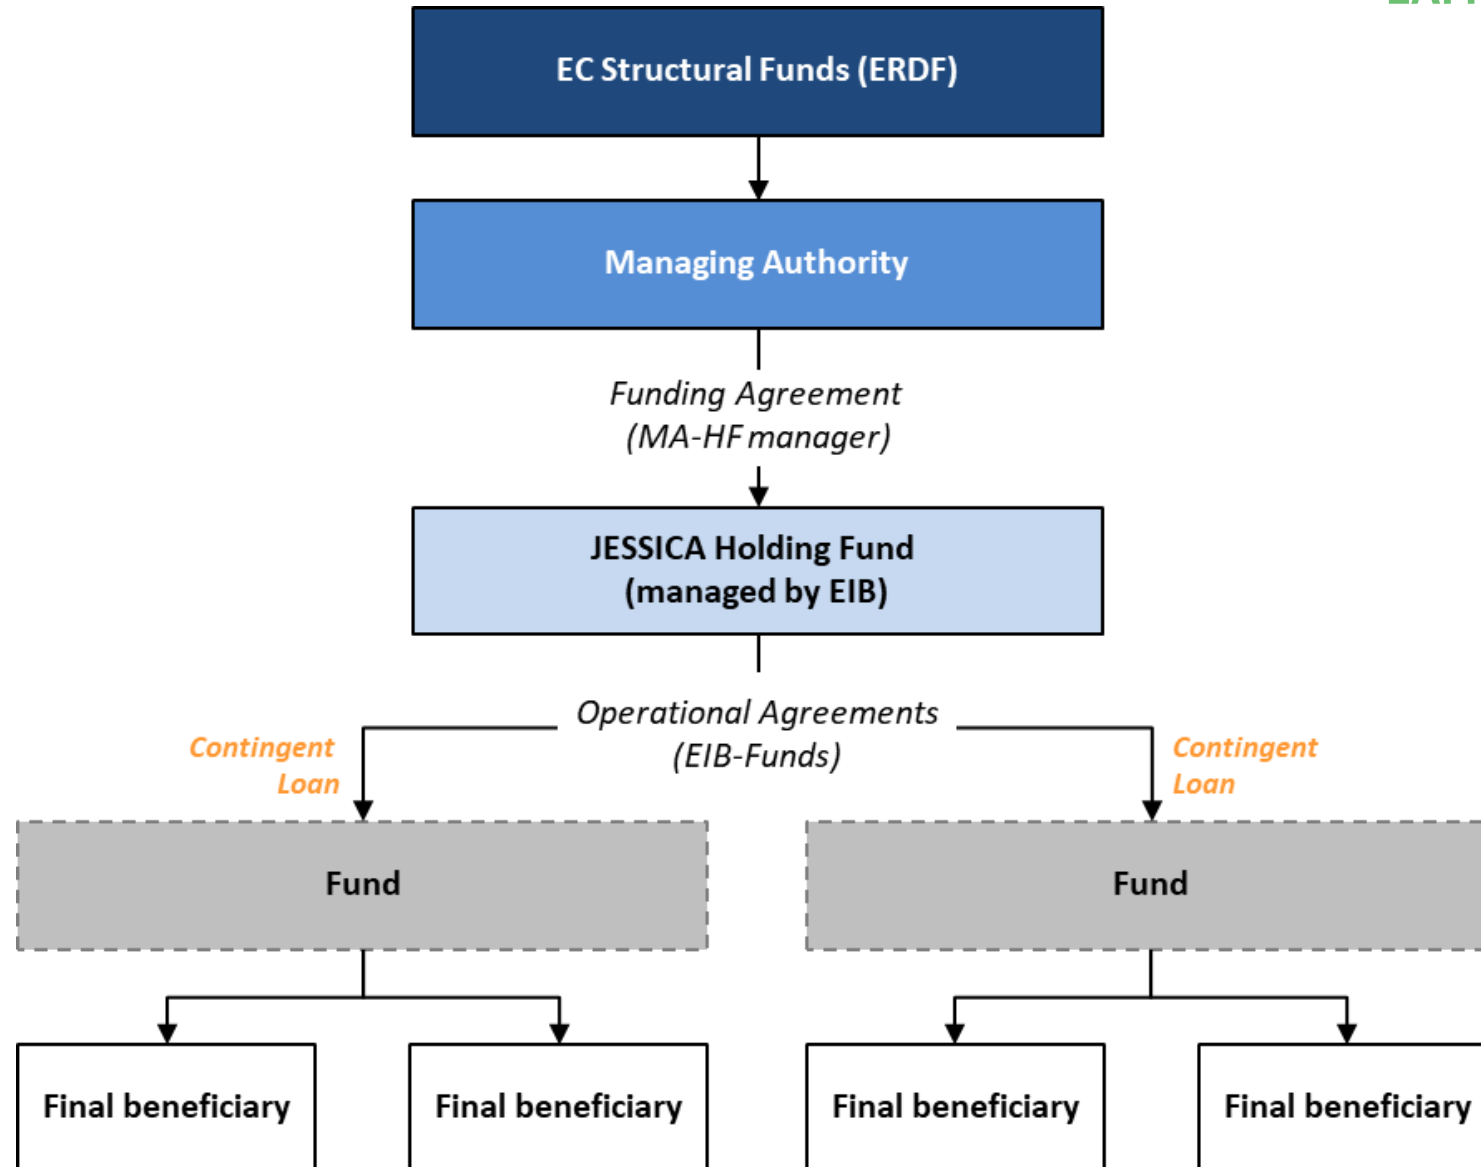 EC Structural Funds (ERDF)
Managing Authority
Funding Agreement
(MA-HF manager)
JESSICA Holding Fund
(managed by EIB)
Operational Agreements
(EIB-Funds)
Contingent
Loan
Contingent
Loan
Fund
Fund
Final beneficiary
Final beneficiary
Final beneficiary
Final beneficiary